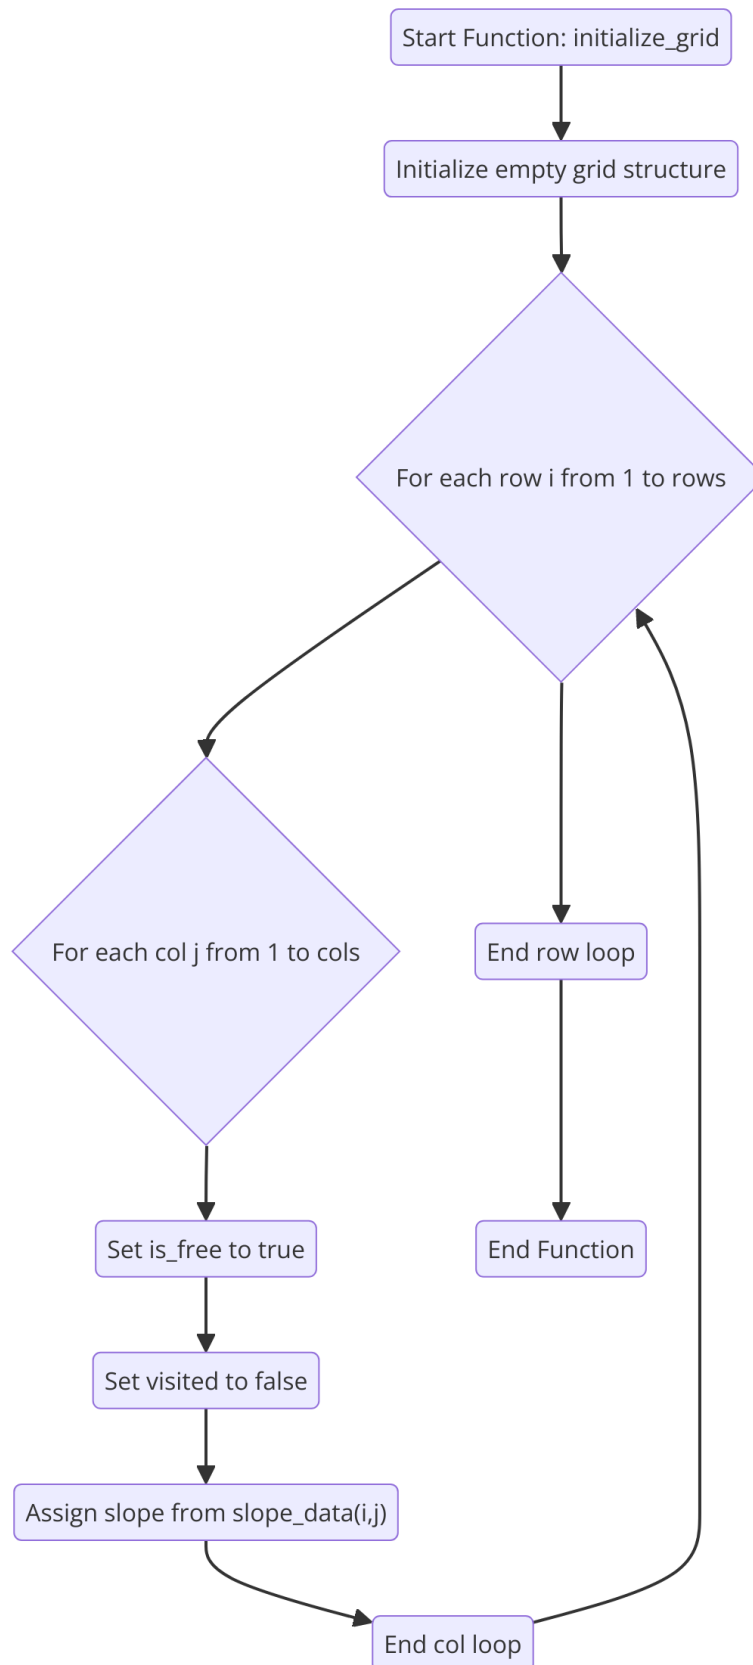 Start Function: initialize_grid
Initialize empty grid structure
For each row i from 1 to rows
For each col j from 1 to cols
End row loop
Set is_free to true
End Function
Set visited to false
Assign slope from slope_data(i,j)
End col loop